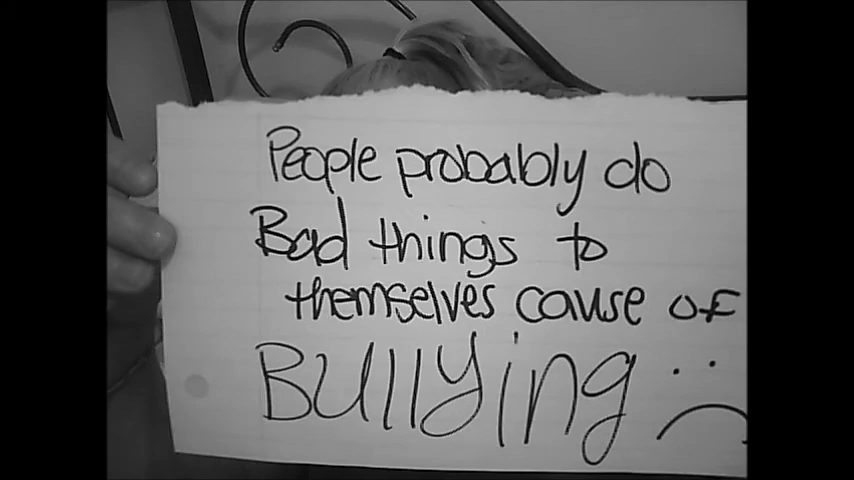 People probably do
Bad things to
themselves cause of
Bullying :(